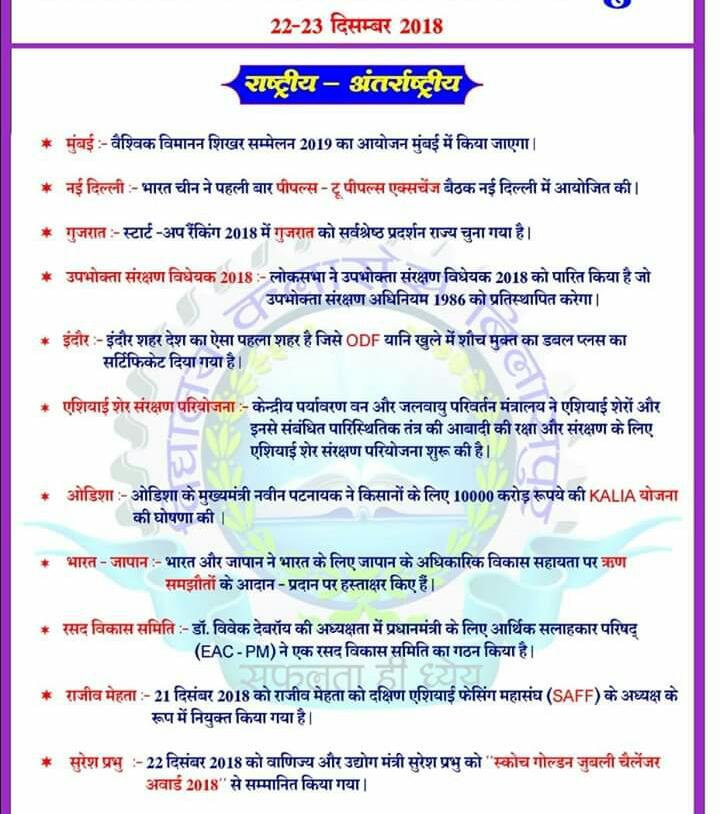 22-23 दिसम्बर 2018
राष्ट्रीय – अंतर्राष्ट्रीय
* मुंबई :- वैश्विक विमानन शिखर सम्मेलन 2019 का आयोजन मुंबई में किया जाएगा |
* नई दिल्ली :- भारत चीन ने पहली बार पीपल्स - टू पीपल्स एक्सचेंज बैठक नई दिल्ली में आयोजित की |
* गुजरात :- स्टार्ट -अप रैंकिंग 2018 में गुजरात को सर्वश्रेष्ठ प्रदर्शन राज्य चुना गया है |
* उपभोक्ता संरक्षण विधेयक 2018 :- लोकसभा ने उपभोक्ता संरक्षण विधेयक 2018 को पारित किया है जो
उपभोक्ता संरक्षण अधिनियम 1986 को प्रतिस्थापित करेगा |
* इंदौर :- इंदौर शहर देश का ऐसा पहला शहर है जिसे ODF यानि खुले में शौच मुक्त का डबल प्लस का
सर्टिफिकेट दिया गया है |
* एशियाई शेर संरक्षण परियोजना :- केन्द्रीय पर्यावरण वन और जलवायु परिवर्तन मंत्रालय ने एशियाई शेरों और
इनसे संबंधित पारिस्थितिक तंत्र की आबादी की रक्षा और संरक्षण के लिए
एशियाई शेर संरक्षण परियोजना शुरू की है |
* ओडिशा :- ओडिशा के मुख्यमंत्री नवीन पटनायक ने किसानों के लिए 10000 करोड़ रूपये की KALIA योजना
की घोषणा की |
* भारत - जापान :- भारत और जापान ने भारत के लिए जापान के अधिकारिक विकास सहायता पर ऋण
समझौतों के आदान - प्रदान पर हस्ताक्षर किए हैं |
* रसद विकास समिति :- डॉ. विवेक देबरॉय की अध्यक्षता में प्रधानमंत्री के लिए आर्थिक सलाहकार परिषद्
(EAC - PM) ने एक रसद विकास समिति का गठन किया है |
सफलता ही ध्येय
* राजीव मेहता :- 21 दिसंबर 2018 को राजीव मेहता को दक्षिण एशियाई फेसिंग महासंघ (SAFF) के अध्यक्ष के
रूप में नियुक्त किया गया है |
* सुरेश प्रभु :- 22 दिसंबर 2018 को वाणिज्य और उद्योग मंत्री सुरेश प्रभु को "स्कोच गोल्डन जुबली चैलेंजर
अवार्ड 2018" से सम्मानित किया गया |